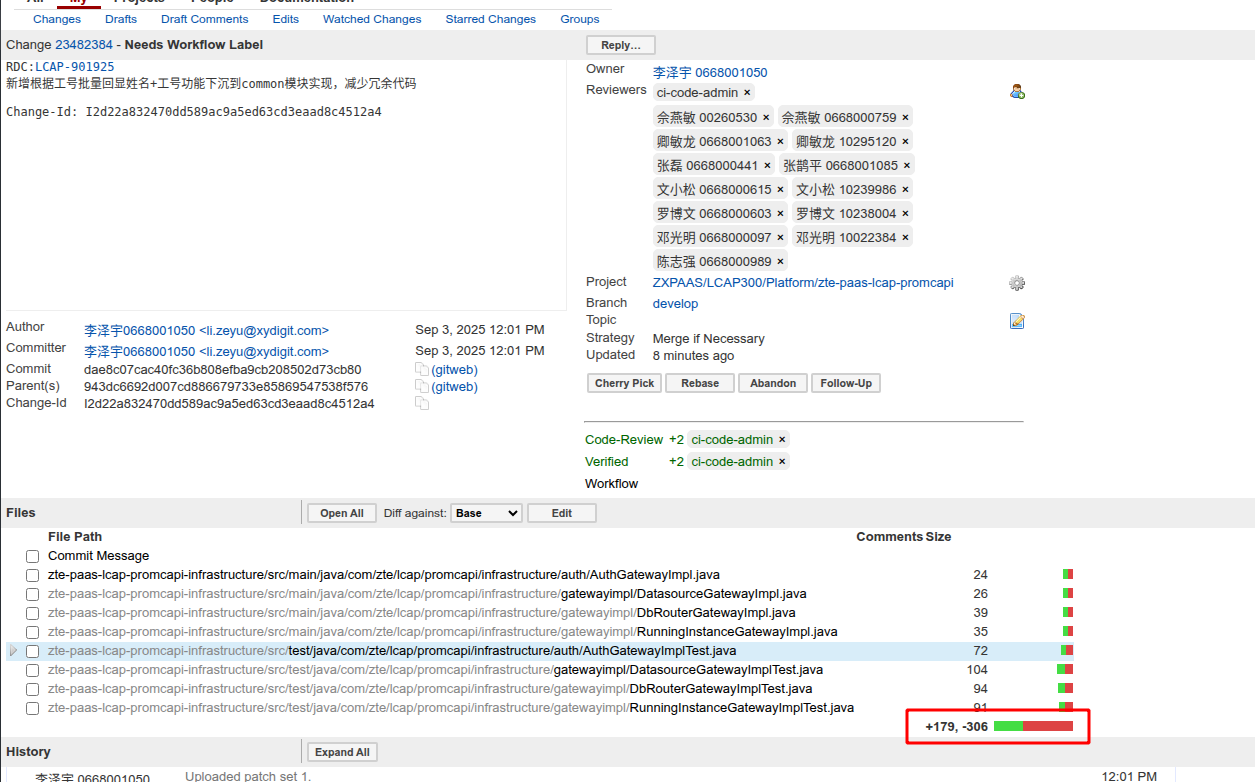 All My Projects People Documentation
Changes Drafts Draft Comments Edits Watched Changes Starred Changes Groups
Change 23482384 - Needs Workflow Label
Reply…
RDC:LCAP-901925
新增根据工号批量回显姓名+工号功能下沉到common模块实现，减少冗余代码
Change-Id: I2d22a832470dd589ac9a5ed63cd3eaad8c4512a4
Owner 李泽宇 0668001050
Reviewers ci-code-admin ×
佘燕敏 00260530 × 佘燕敏 0668000759 ×
卿敏龙 0668001063 × 卿敏龙 10295120 ×
张磊 0668000441 × 张鹊平 0668001085 ×
文小松 0668000615 × 文小松 10239986 ×
罗博文 0668000603 × 罗博文 10238004 ×
邓光明 0668000097 × 邓光明 10022384 ×
陈志强 0668000989 ×
Project ZXPAAS/LCAP300/Platform/zte-paas-lcap-promcapi
Branch develop
Topic
Strategy Merge if Necessary
Updated 8 minutes ago
Cherry Pick Rebase Abandon Follow-Up
Author 李泽宇0668001050 <li.zeyu@xydigit.com> Sep 3, 2025 12:01 PM
Committer 李泽宇0668001050 <li.zeyu@xydigit.com> Sep 3, 2025 12:01 PM
Commit dae8c07cac40fc36b808efba9cb208502d73cb80 (gitweb)
Parent(s) 943dc6692d007cd886679733e85869547538f576 (gitweb)
Change-Id I2d22a832470dd589ac9a5ed63cd3eaad8c4512a4
Code-Review +2 ci-code-admin ×
Verified +2 ci-code-admin ×
Workflow
Files Open All Diff against: Base Edit
File Path Comments Size
Commit Message
zte-paas-lcap-promcapi-infrastructure/src/main/java/com/zte/lcap/promcapi/infrastructure/auth/AuthGatewayImpl.java 24
zte-paas-lcap-promcapi-infrastructure/src/main/java/com/zte/lcap/promcapi/infrastructure/gatewayimpl/DatasourceGatewayImpl.java 26
zte-paas-lcap-promcapi-infrastructure/src/main/java/com/zte/lcap/promcapi/infrastructure/gatewayimpl/DbRouterGatewayImpl.java 39
zte-paas-lcap-promcapi-infrastructure/src/main/java/com/zte/lcap/promcapi/infrastructure/gatewayimpl/RunningInstanceGatewayImpl.java 35
zte-paas-lcap-promcapi-infrastructure/src/test/java/com/zte/lcap/promcapi/infrastructure/auth/AuthGatewayImplTest.java 72
zte-paas-lcap-promcapi-infrastructure/src/test/java/com/zte/lcap/promcapi/infrastructure/gatewayimpl/DatasourceGatewayImplTest.java 104
zte-paas-lcap-promcapi-infrastructure/src/test/java/com/zte/lcap/promcapi/infrastructure/gatewayimpl/DbRouterGatewayImplTest.java 94
zte-paas-lcap-promcapi-infrastructure/src/test/java/com/zte/lcap/promcapi/infrastructure/gatewayimpl/RunningInstanceGatewayImplTest.java 91
+179, -306
History Expand All
李泽宇 0668001050 Uploaded patch set 1. 12:01 PM